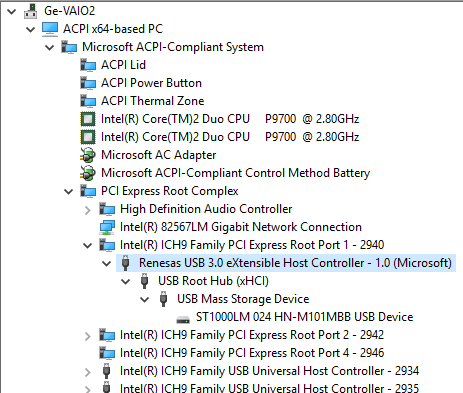 Ge-VAIO2
ACPI x64-based PC
Microsoft ACPI-Compliant System
ACPI Lid
ACPI Power Button
ACPI Thermal Zone
Intel(R) Core(TM)2 Duo CPU P9700 @ 2.80GHz
Intel(R) Core(TM)2 Duo CPU P9700 @ 2.80GHz
Microsoft AC Adapter
Microsoft ACPI-Compliant Control Method Battery
PCI Express Root Complex
High Definition Audio Controller
Intel(R) 82567LM Gigabit Network Connection
Intel(R) ICH9 Family PCI Express Root Port 1 - 2940
Renesas USB 3.0 eXtensible Host Controller - 1.0 (Microsoft)
USB Root Hub (xHCI)
USB Mass Storage Device
ST1000LM 024 HN-M101MBB USB Device
Intel(R) ICH9 Family PCI Express Root Port 2 - 2942
Intel(R) ICH9 Family PCI Express Root Port 4 - 2946
Intel(R) ICH9 Family USB Universal Host Controller - 2934
Intel(R) ICH9 Family USB Universal Host Controller - 2935